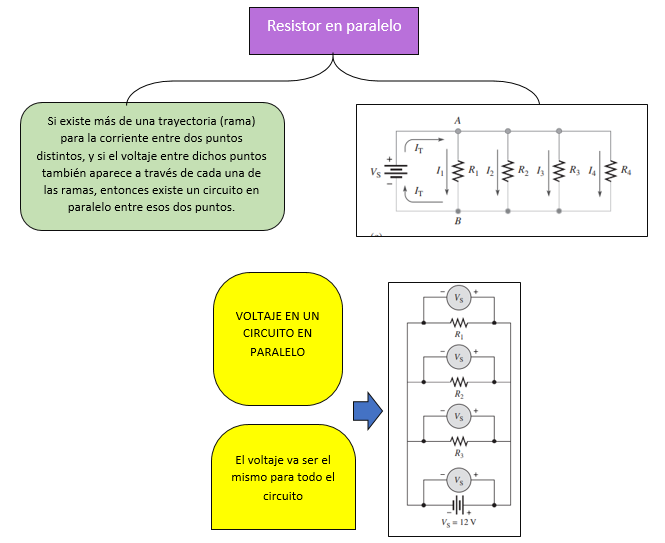 Resistor en paralelo
Si existe más de una trayectoria (rama)
para la corriente entre dos puntos
distintos, y si el voltaje entre dichos puntos
también aparece a través de cada una de
las ramas, entonces existe un circuito en
paralelo entre esos dos puntos.
A
I_T
V_S + − I_1 R_1 I_2 R_2 I_3 R_3 I_4 R_4
I_T
B
VOLTAJE EN UN
CIRCUITO EN
PARALELO
El voltaje va ser el
mismo para todo el
circuito
− V_S +
R_1
− V_S +
R_2
− V_S +
R_3
− V_S +
− +
V_S = 12 V